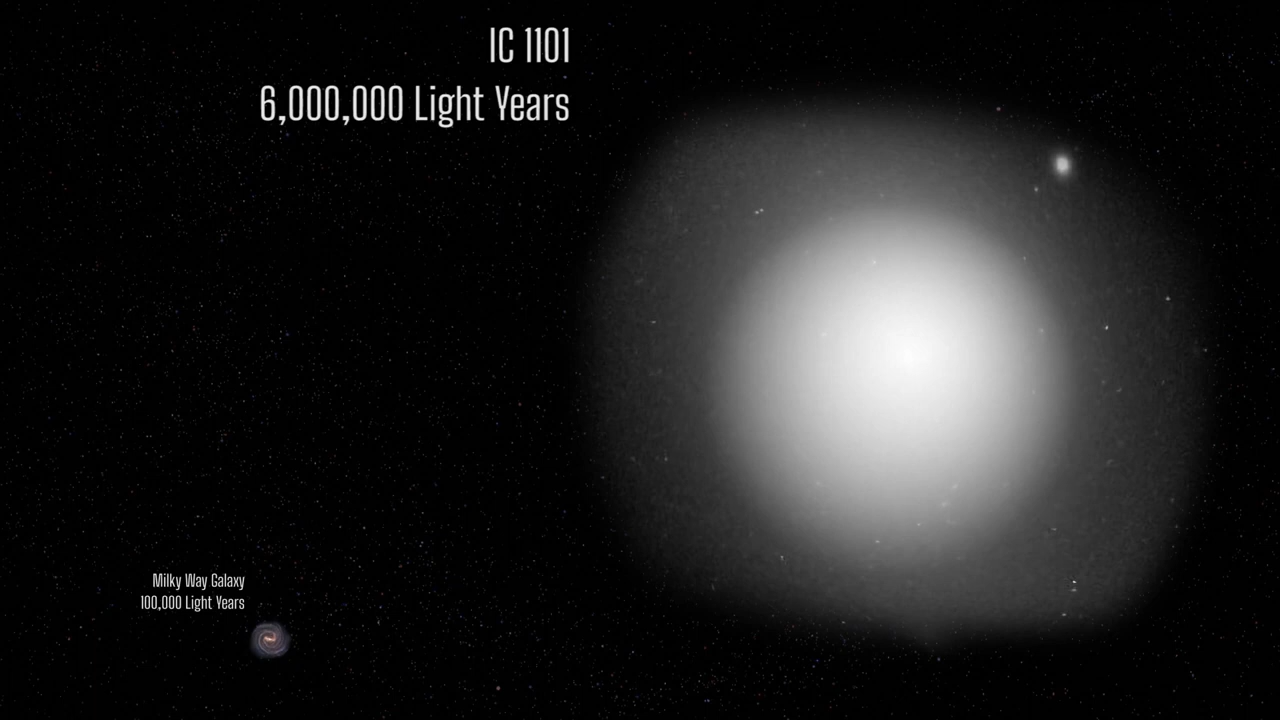 IC 1101
6,000,000 Light Years
Milky Way Galaxy
100,000 Light Years